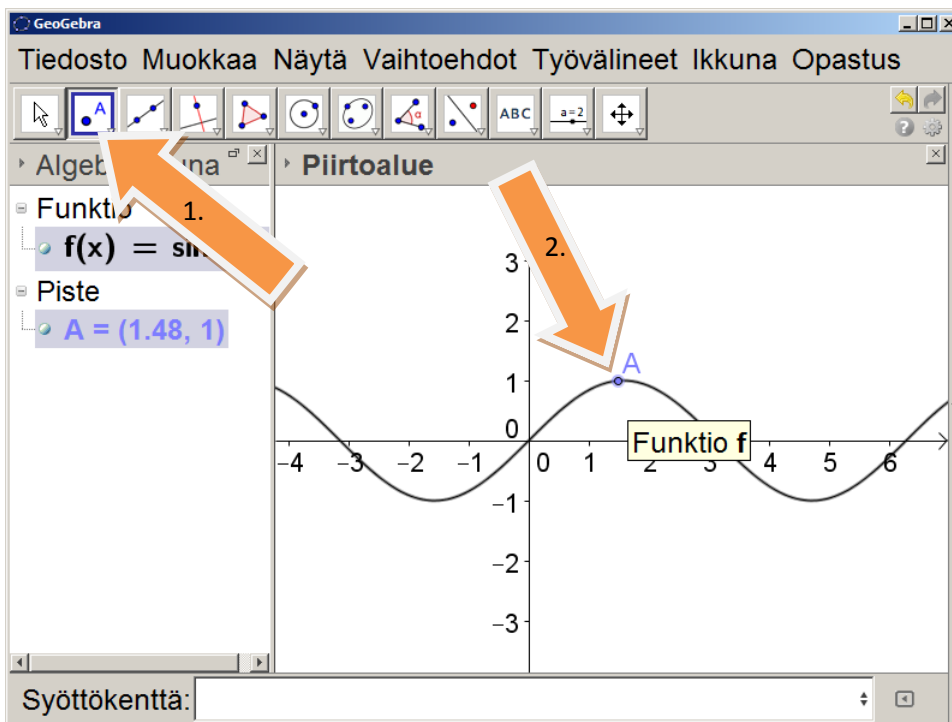 GeoGebra
Tiedosto Muokkaa Näytä Vaihtoehdot Työvälineet Ikkuna Opastus
A
α
ABC
a=2
Piirtoalue
Funktio
1.
f(x) = sin
Piste
A = (1.48, 1)
2.
3
2
A
1
0
Funktio f
-4 -3 -2 -1 0 1 2 3 4 5 6
-1
-2
-3
Syöttökenttä: